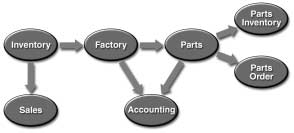 Parts
Inventory
Inventory
Factory
Parts
Parts
Order
Sales
Accounting